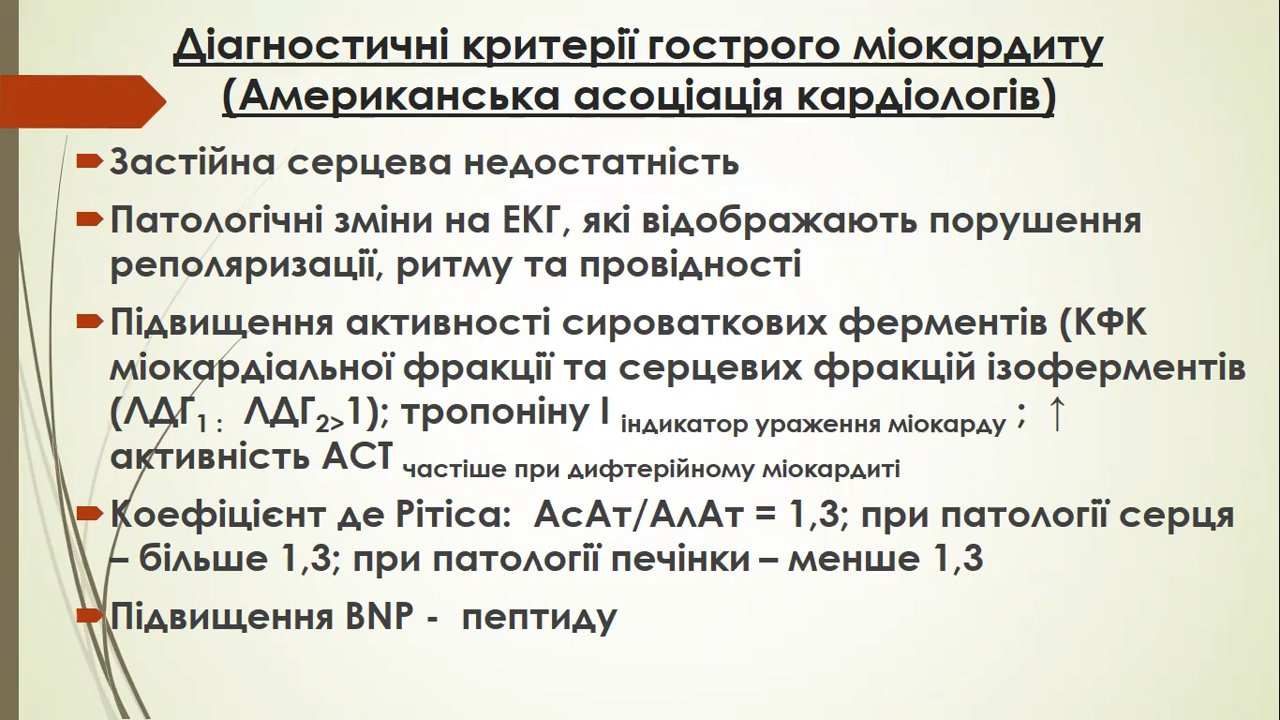 Діагностичні критерії гострого міокардиту
(Американська асоціація кардіологів)
Застійна серцева недостатність
Патологічні зміни на ЕКГ, які відображають порушення
реполяризації, ритму та провідності
Підвищення активності сироваткових ферментів (КФК
міокардіальної фракції та серцевих фракцій ізоферментів
(ЛДГ1 : ЛДГ2>1); тропоніну І індикатор ураження міокарду ; ↑
активність АСТ частіше при дифтерійному міокардиті
Коефіцієнт де Рітіса: АсАт/АлАт = 1,3; при патології серця
– більше 1,3; при патології печінки – менше 1,3
Підвищення BNP - пептиду